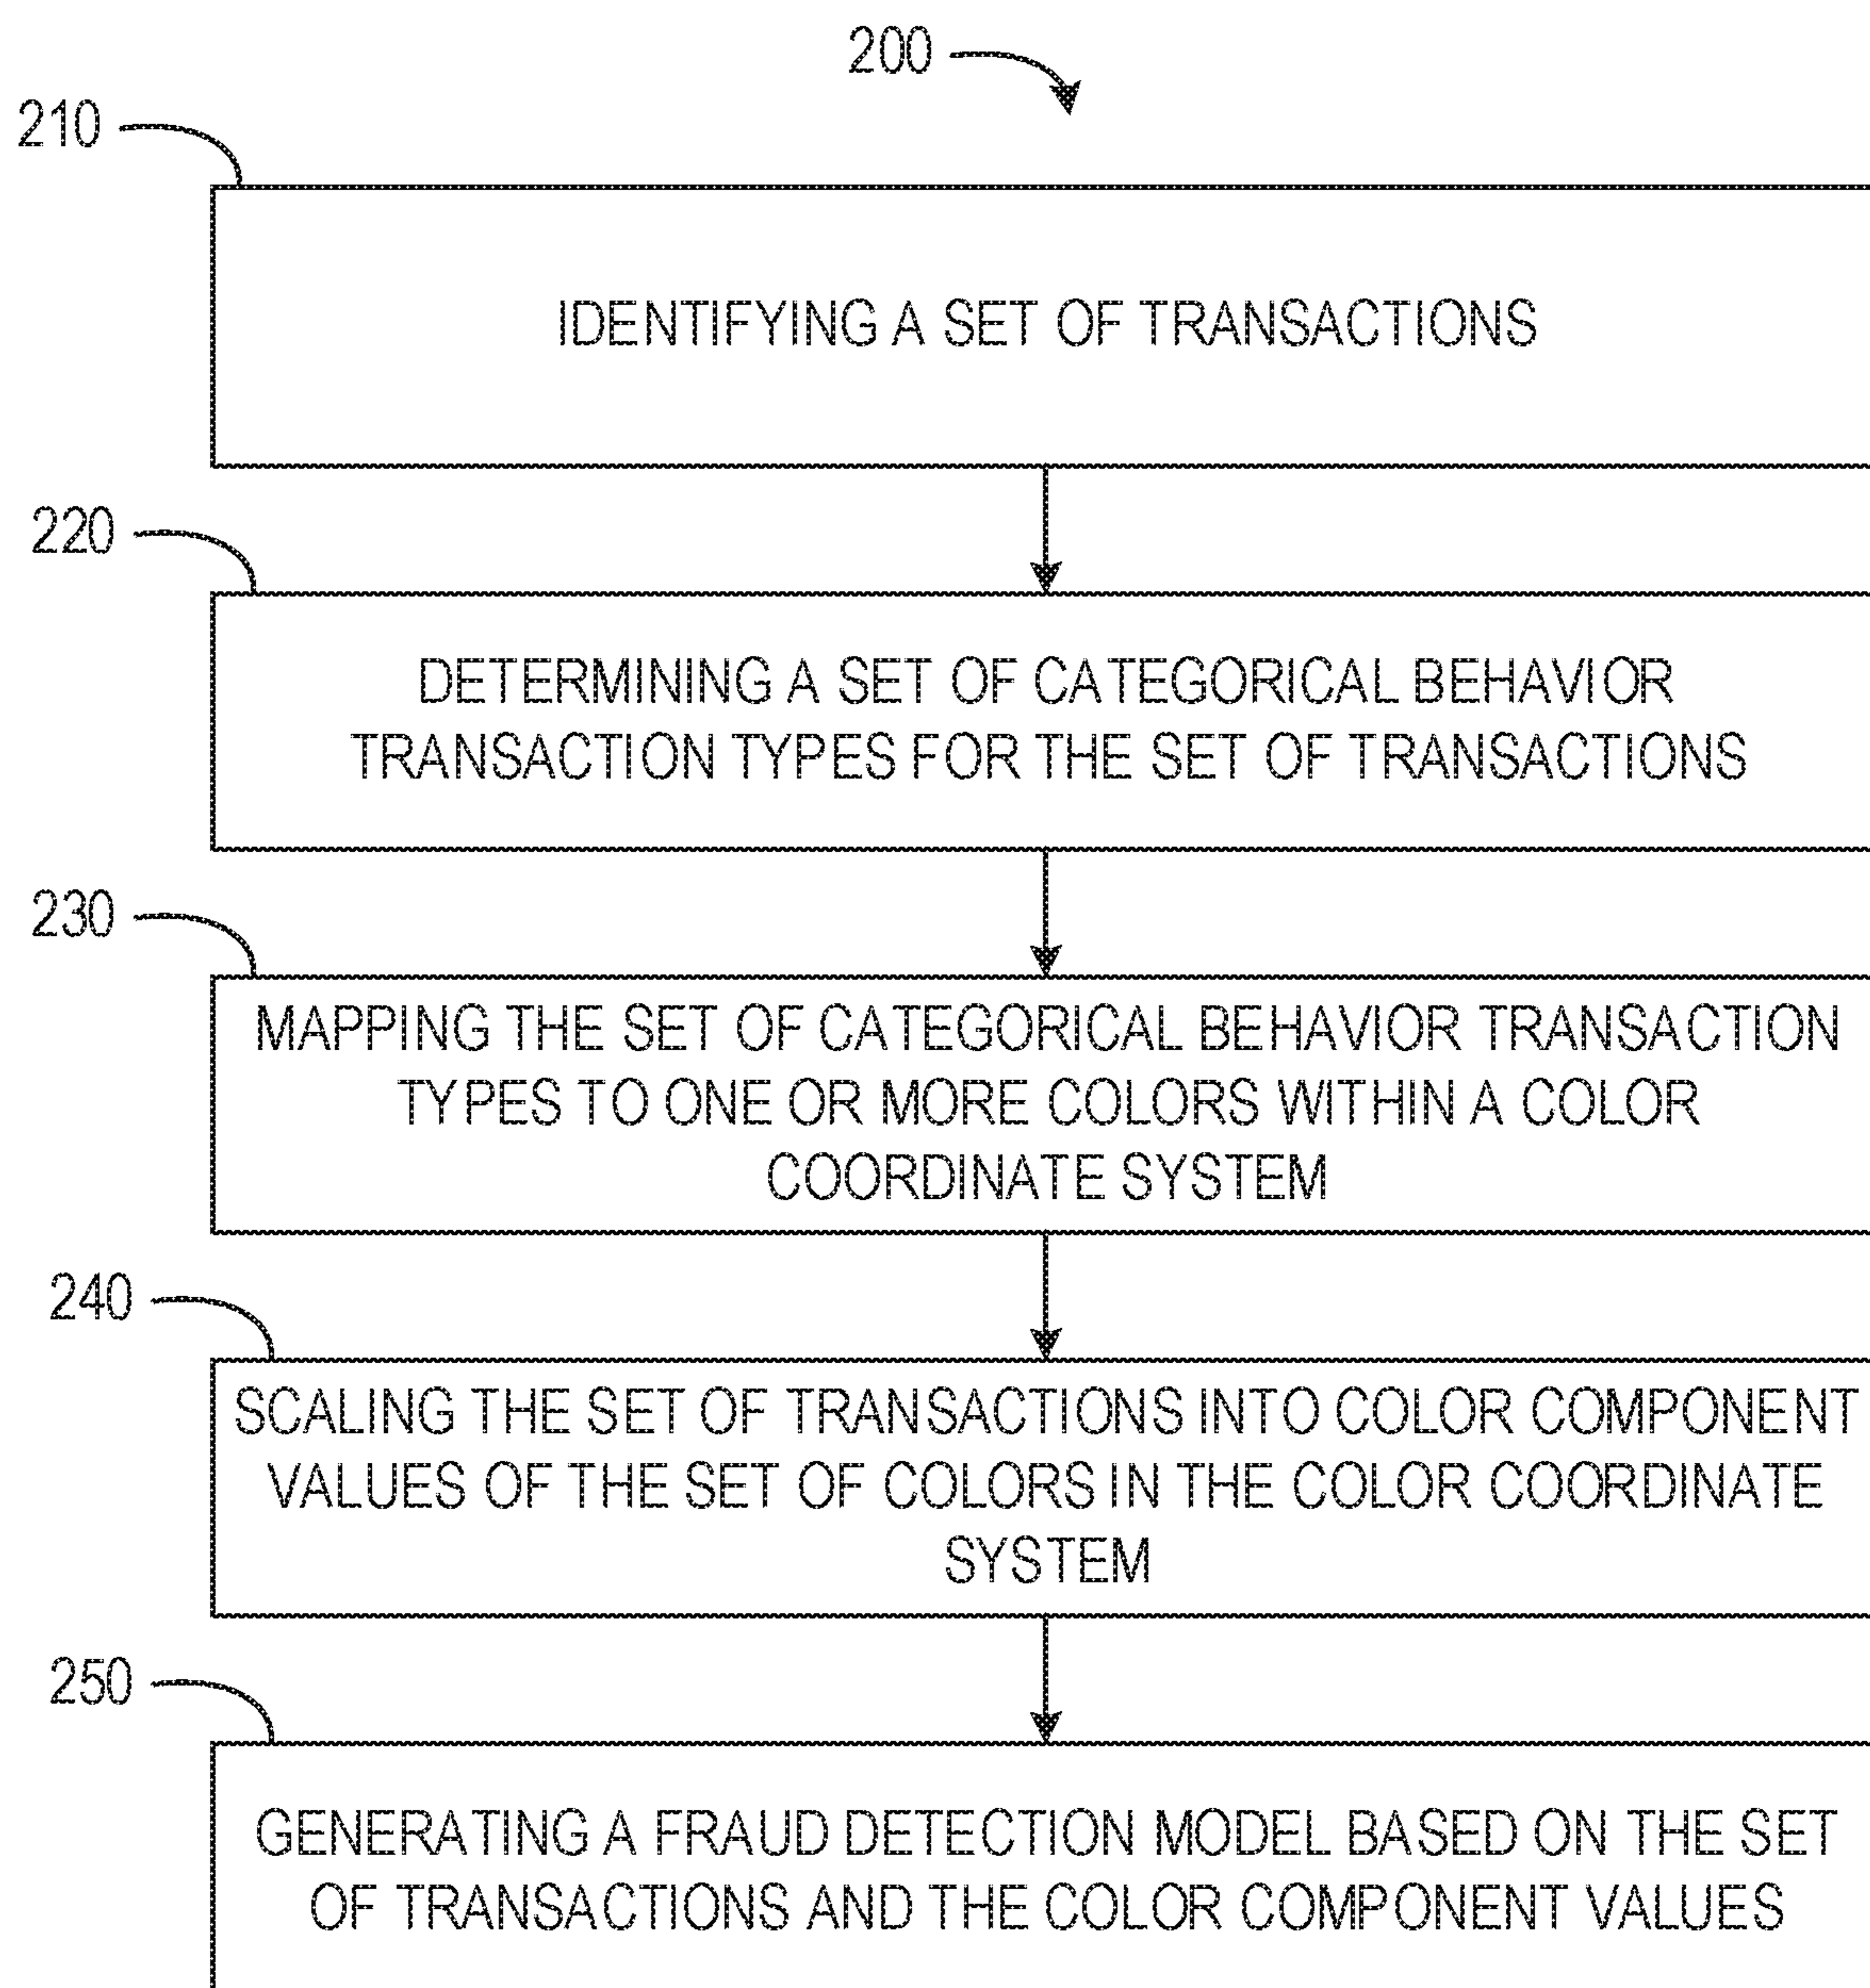 200
210
IDENTIFYING A SET OF TRANSACTIONS
220
DETERMINING A SET OF CATEGORICAL BEHAVIOR
TRANSACTION TYPES FOR THE SET OF TRANSACTIONS
230
MAPPING THE SET OF CATEGORICAL BEHAVIOR TRANSACTION
TYPES TO ONE OR MORE COLORS WITHIN A COLOR
COORDINATE SYSTEM
240
SCALING THE SET OF TRANSACTIONS INTO COLOR COMPONENT
VALUES OF THE SET OF COLORS IN THE COLOR COORDINATE
SYSTEM
250
GENERATING A FRAUD DETECTION MODEL BASED ON THE SET
OF TRANSACTIONS AND THE COLOR COMPONENT VALUES